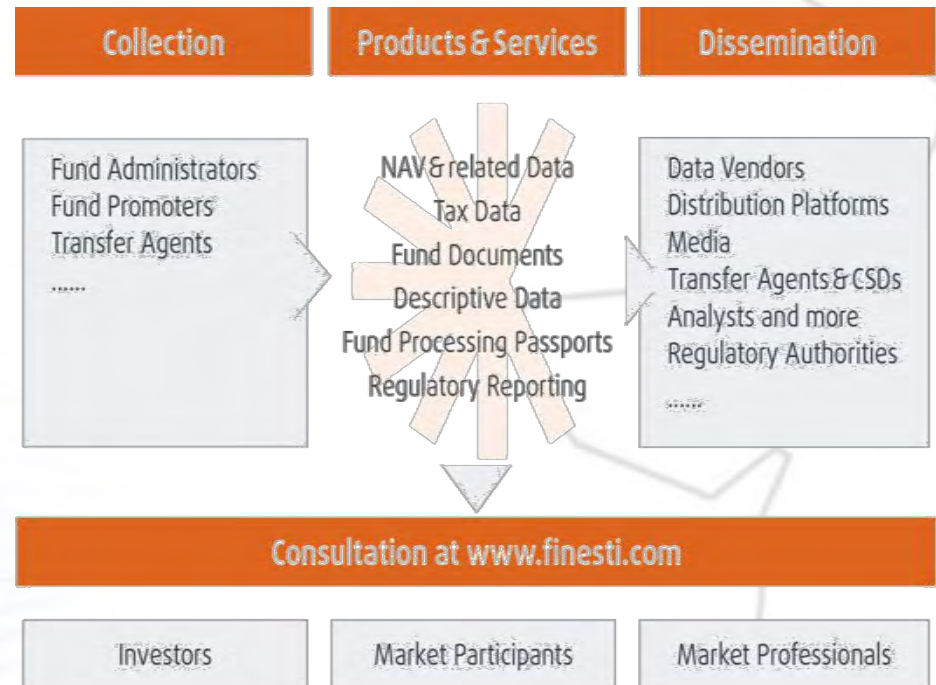 Collection
Products & Services
Dissemination
Fund Administrators
Fund Promoters
Transfer Agents
......
NAV & related Data
Tax Data
Fund Documents
Descriptive Data
Fund Processing Passports
Regulatory Reporting
Data Vendors
Distribution Platforms
Media
Transfer Agents & CSDs
Analysts and more
Regulatory Authorities
......
Consultation at www.finesti.com
Investors
Market Participants
Market Professionals